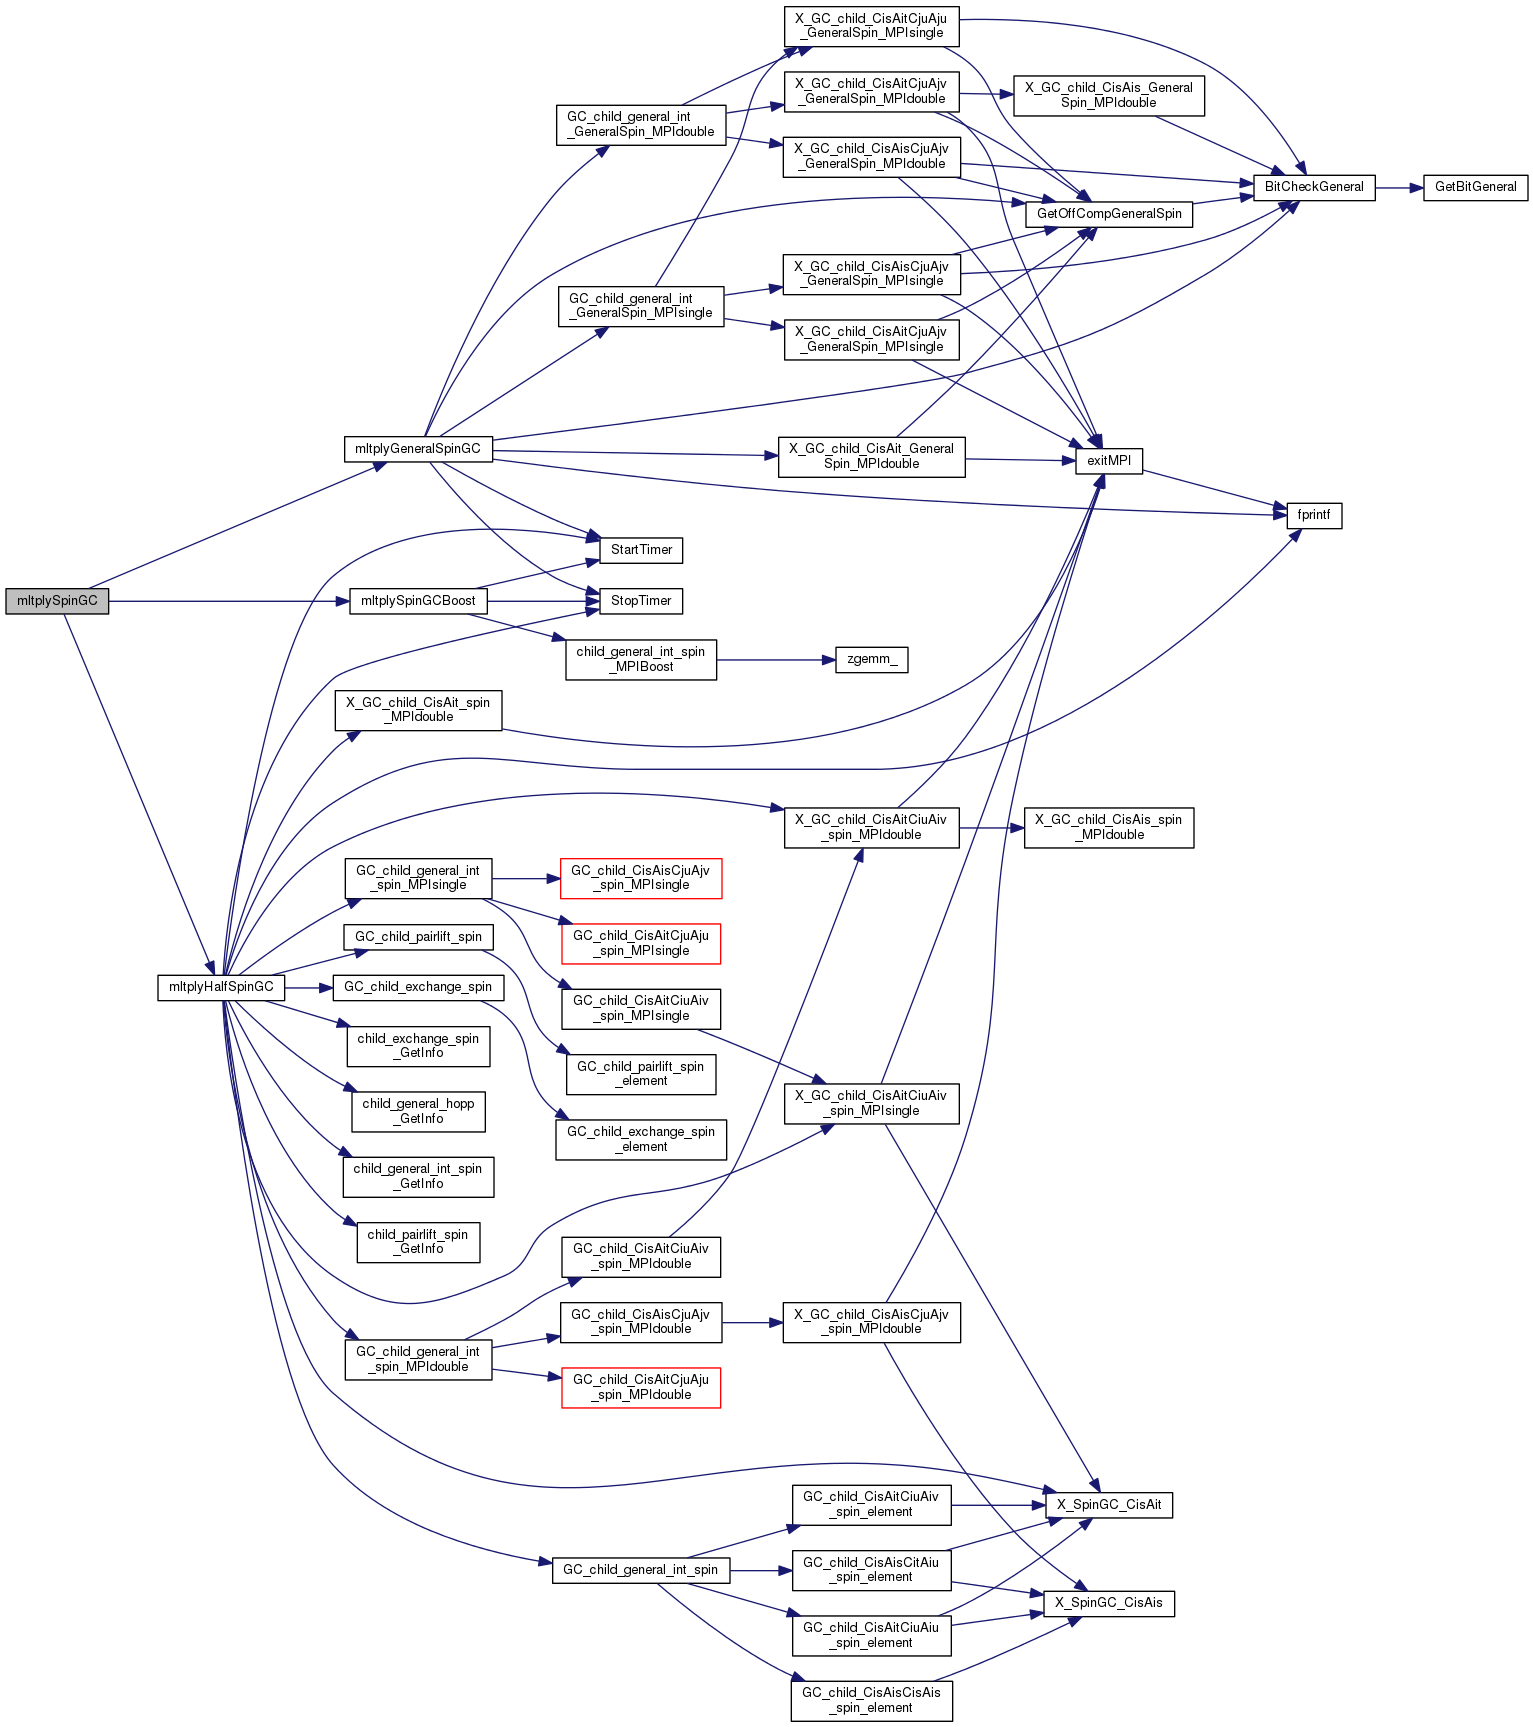 X_GC_child_CisAitCjuAju
_GeneralSpin_MPIsingle
X_GC_child_CisAitCjuAjv
_GeneralSpin_MPIdouble
X_GC_child_CisAis_General
Spin_MPIdouble
GC_child_general_int
_GeneralSpin_MPIdouble
X_GC_child_CisAisCjuAjv
_GeneralSpin_MPIdouble
BitCheckGeneral
GetBitGeneral
GetOffCompGeneralSpin
X_GC_child_CisAisCjuAjv
_GeneralSpin_MPIsingle
GC_child_general_int
_GeneralSpin_MPIsingle
X_GC_child_CisAitCjuAjv
_GeneralSpin_MPIsingle
mltplyGeneralSpinGC
X_GC_child_CisAit_General
Spin_MPIdouble
exitMPI
fprintf
StartTimer
mltplySpinGC
mltplySpinGCBoost
StopTimer
child_general_int_spin
_MPIBoost
zgemm_
X_GC_child_CisAit_spin
_MPIdouble
X_GC_child_CisAitCiuAiv
_spin_MPIdouble
X_GC_child_CisAis_spin
_MPIdouble
GC_child_general_int
_spin_MPIsingle
GC_child_CisAisCjuAjv
_spin_MPIsingle
GC_child_pairlift_spin
GC_child_CisAitCjuAju
_spin_MPIsingle
mltplyHalfSpinGC
GC_child_exchange_spin
GC_child_CisAitCiuAiv
_spin_MPIsingle
child_exchange_spin
_GetInfo
GC_child_pairlift_spin
_element
child_general_hopp
_GetInfo
X_GC_child_CisAitCiuAiv
_spin_MPIsingle
GC_child_exchange_spin
_element
child_general_int_spin
_GetInfo
child_pairlift_spin
_GetInfo
GC_child_CisAitCiuAiv
_spin_MPIdouble
GC_child_general_int
_spin_MPIdouble
GC_child_CisAisCjuAjv
_spin_MPIdouble
X_GC_child_CisAisCjuAjv
_spin_MPIdouble
GC_child_CisAitCjuAju
_spin_MPIdouble
GC_child_CisAitCiuAiv
_spin_element
X_SpinGC_CisAit
GC_child_general_int_spin
GC_child_CisAisCitAiu
_spin_element
X_SpinGC_CisAis
GC_child_CisAitCiuAiu
_spin_element
GC_child_CisAisCisAis
_spin_element